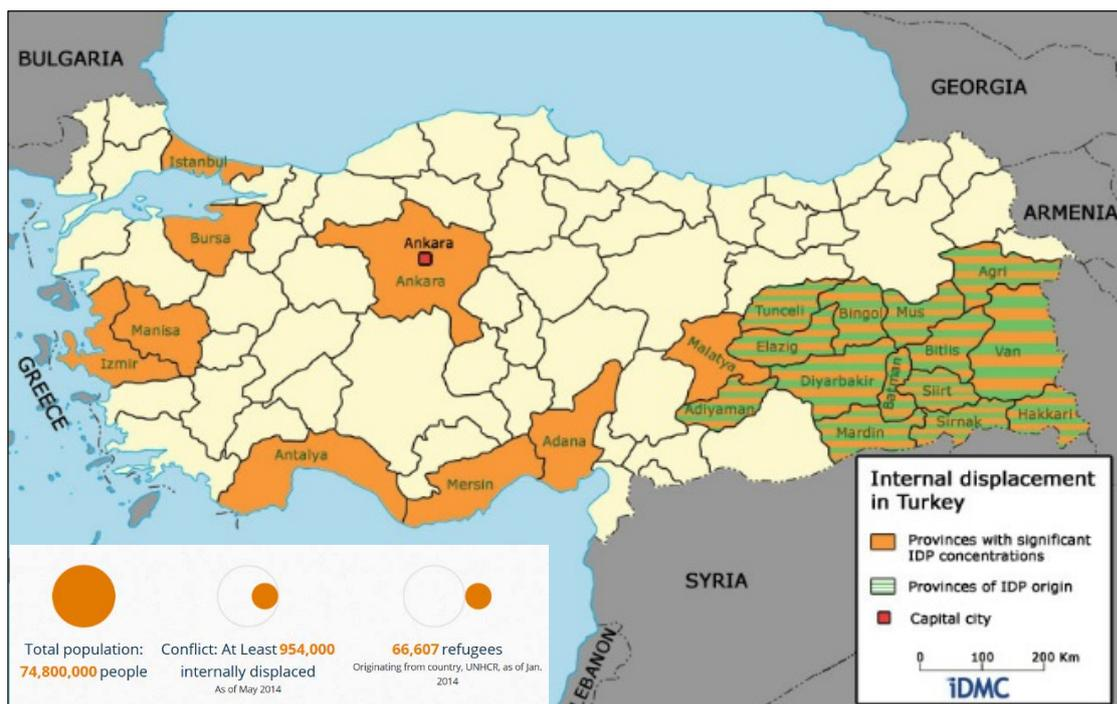 BULGARIA
GEORGIA
Istanbul
ARMENIA
Bursa
Ankara
Ankara
Agri
Tunceli
Bingol
Mus
Manisa
Elazig
Bitlis
Van
Malatya
Izmir
GREECE
Diyarbakir
Batman
Siirt
Adiyaman
Hakkari
Sirnak
Mardin
Adana
Antalya
Mersin
SYRIA
LEBANON
Internal displacement
in Turkey
Provinces with significant
IDP concentrations
Provinces of IDP origin
Capital city
0 100 200 Km
iDMC
Total population:
74,800,000 people
Conflict: At Least 954,000
internally displaced
As of May 2014
66,607 refugees
Originating from country, UNHCR, as of Jan.
2014